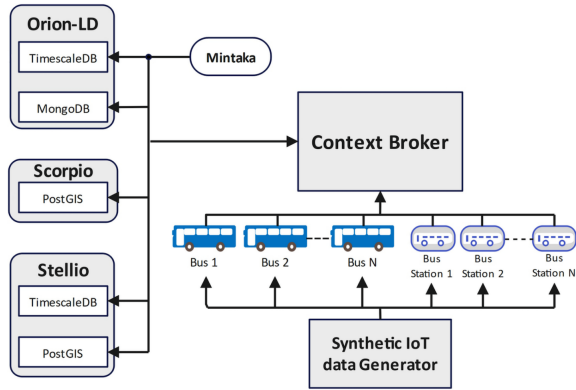 Orion-LD
TimescaleDB
MongoDB
Mintaka
Scorpio
PostGIS
Stellio
TimescaleDB
PostGIS
Context Broker
Bus 1
Bus 2
Bus N
Bus
Station 1
Bus
Station 2
Bus
Station N
Synthetic IoT
data Generator